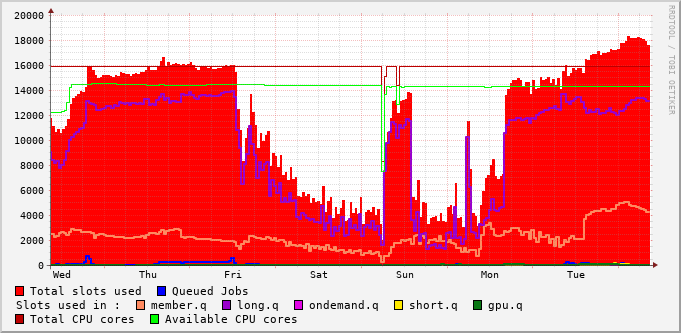 RRDTOOL / TOBI OETIKER
20000
18000
16000
14000
12000
10000
8000
6000
4000
2000
0
Wed Thu Fri Sat Sun Mon Tue
Total slots used Queued Jobs
Slots used in : member.q long.q ondemand.q short.q gpu.q
Total CPU cores Available CPU cores